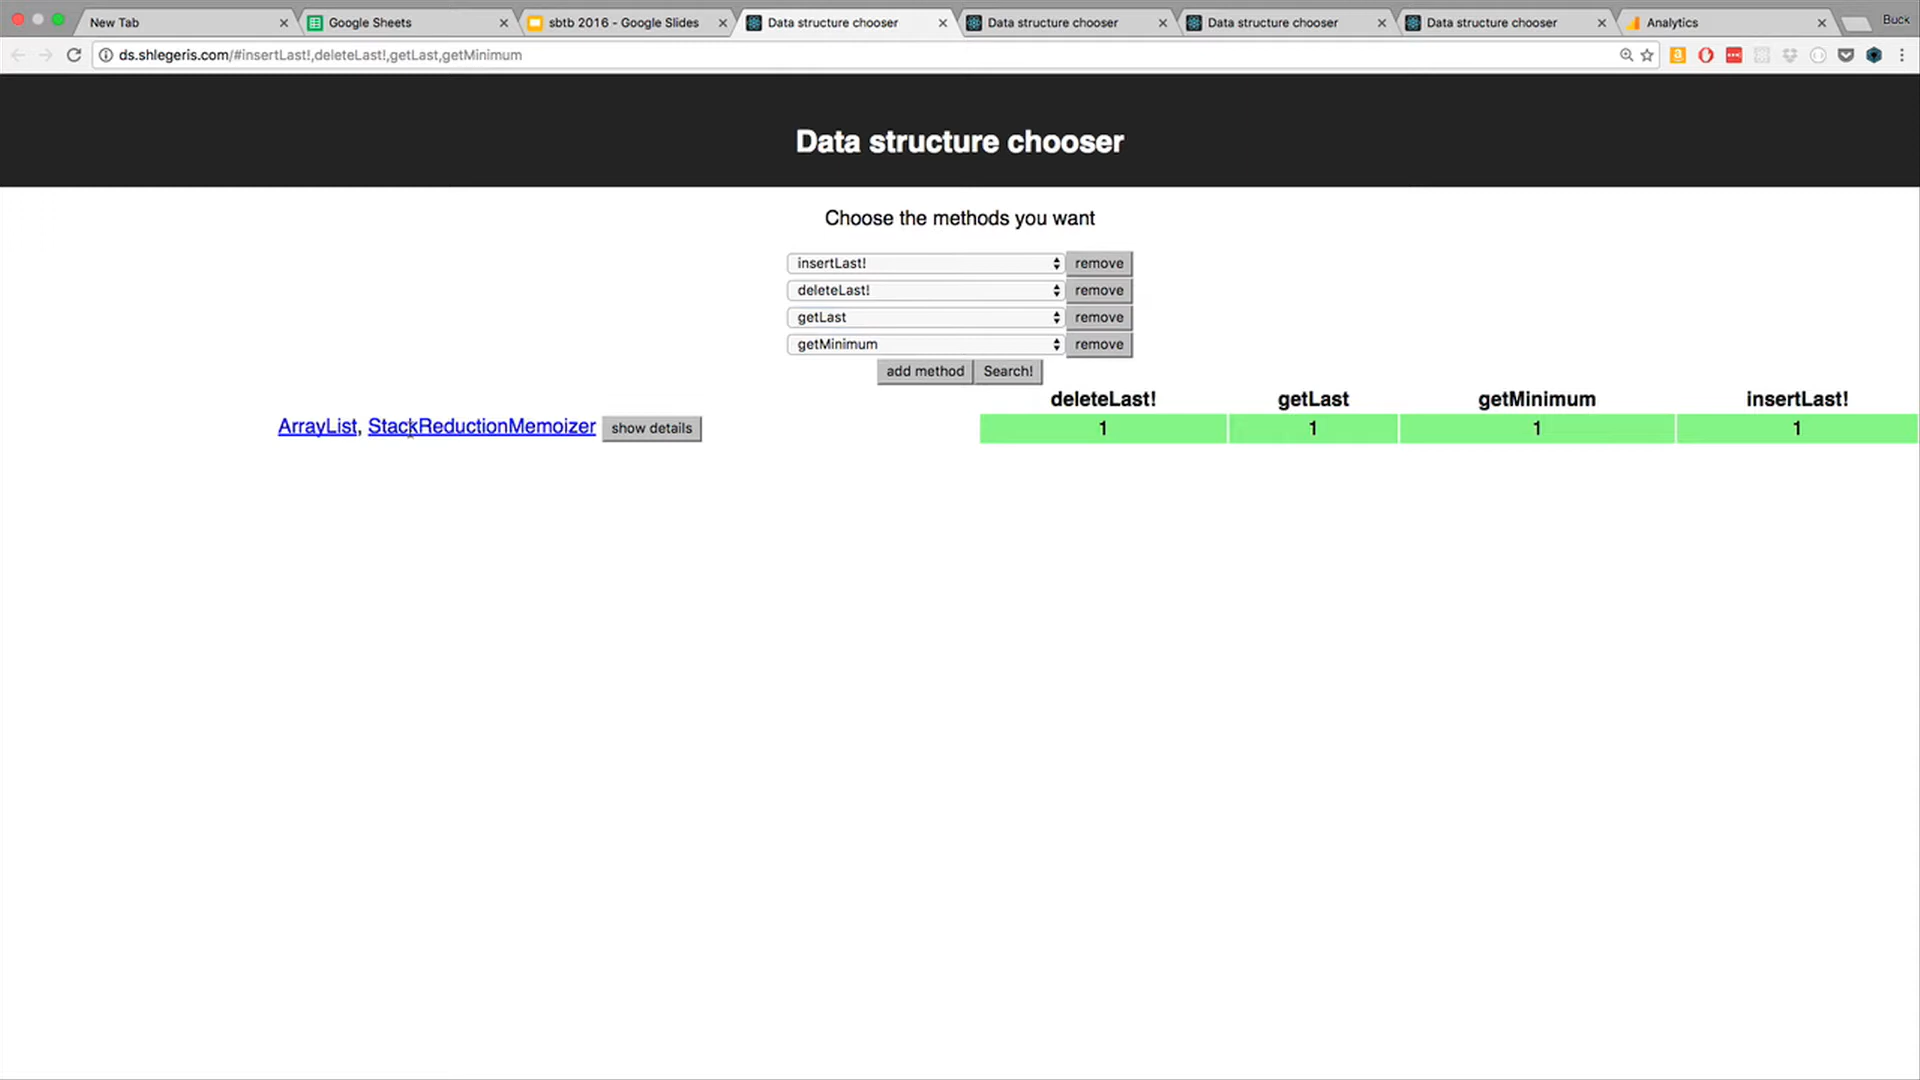 New Tab
Google Sheets
sbtb 2016 - Google Slides
Data structure chooser
Data structure chooser
Data structure chooser
Data structure chooser
Analytics
Buck
ds.shlegeris.com/#insertLast!,deleteLast!,getLast,getMinimum
Data structure chooser
Choose the methods you want
insertLast! remove
deleteLast! remove
getLast remove
getMinimum remove
add method Search!
deleteLast! getLast getMinimum insertLast!
ArrayList, StackReductionMemoizer show details 1 1 1 1